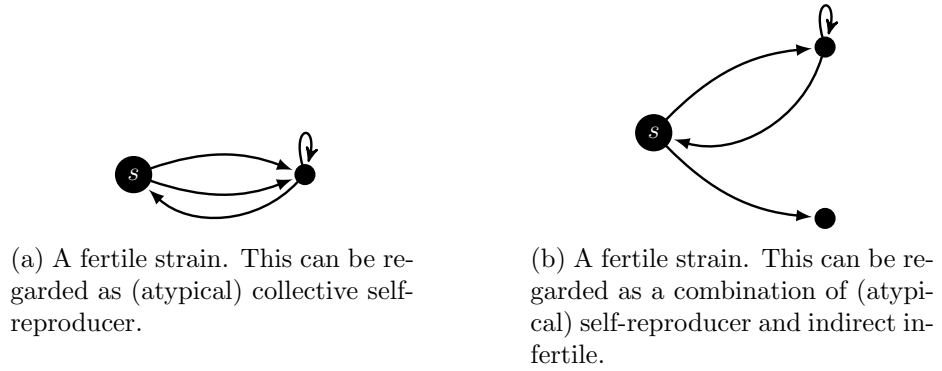 s
s
(a) A fertile strain. This can be re-
garded as (atypical) collective self-
reproducer.
(b) A fertile strain. This can be re-
garded as a combination of (atypi-
cal) self-reproducer and indirect in-
fertile.